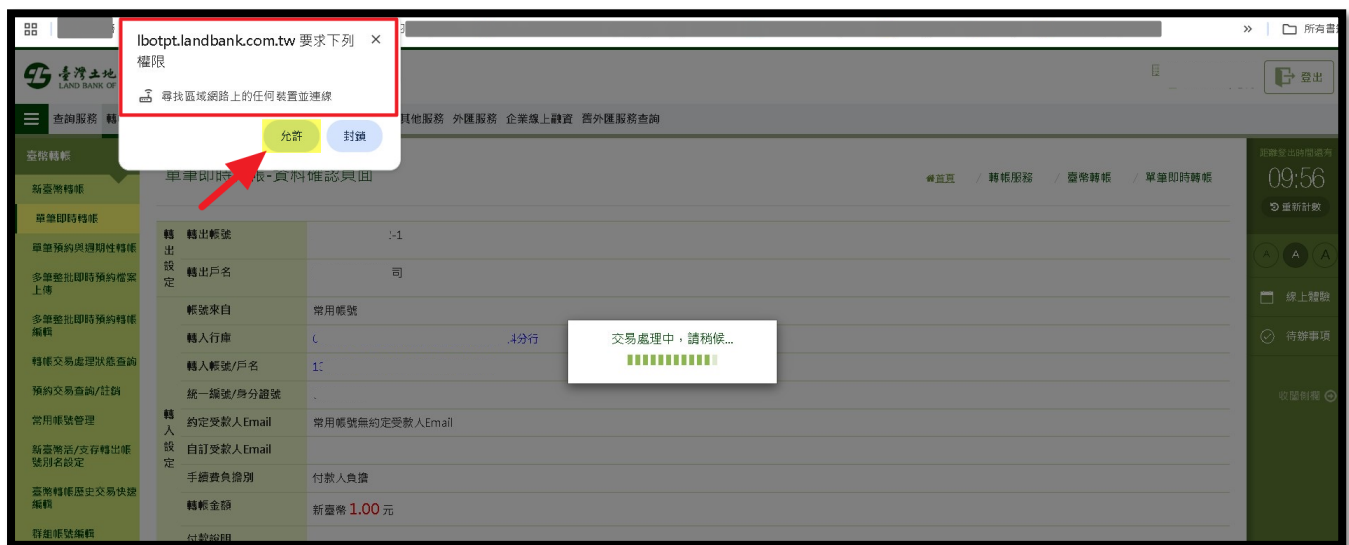 所有書
lbotpt.landbank.com.tw 要求下列
權限
尋找區域網路上的任何裝置並連線
允許 封鎖
臺灣土地
LAND BANK OF
登出
查詢服務 轉 其他服務 外匯服務 企業線上融資 舊外匯服務查詢
臺幣轉帳
新臺幣轉帳
單筆即時轉帳
單筆預約與週期性轉帳
多筆整批即時預約檔案
上傳
多筆整批即時預約轉帳
編輯
轉帳交易處理狀態查詢
預約交易查詢/註銷
常用帳號管理
新臺幣活/支存轉出帳
號別名設定
臺幣轉帳歷史交易快速
編輯
群組帳號編輯
單筆即時轉帳-資料確認頁面
首頁 / 轉帳服務 / 臺幣轉帳 / 單筆即時轉帳
轉出設定
轉出帳號 -1
轉出戶名 司
轉入設定
帳號來自 常用帳號
轉入行庫 分行
轉入帳號/戶名
統一編號/身分證號
約定受款人Email 常用帳號無約定受款人Email
自訂受款人Email
手續費負擔別 付款人負擔
轉帳金額 新臺幣 1.00 元
付款說明
交易處理中，請稍候...
距離登出時間還有
09:56
重新計數
A A A
線上體驗
待辦事項
收闔側欄